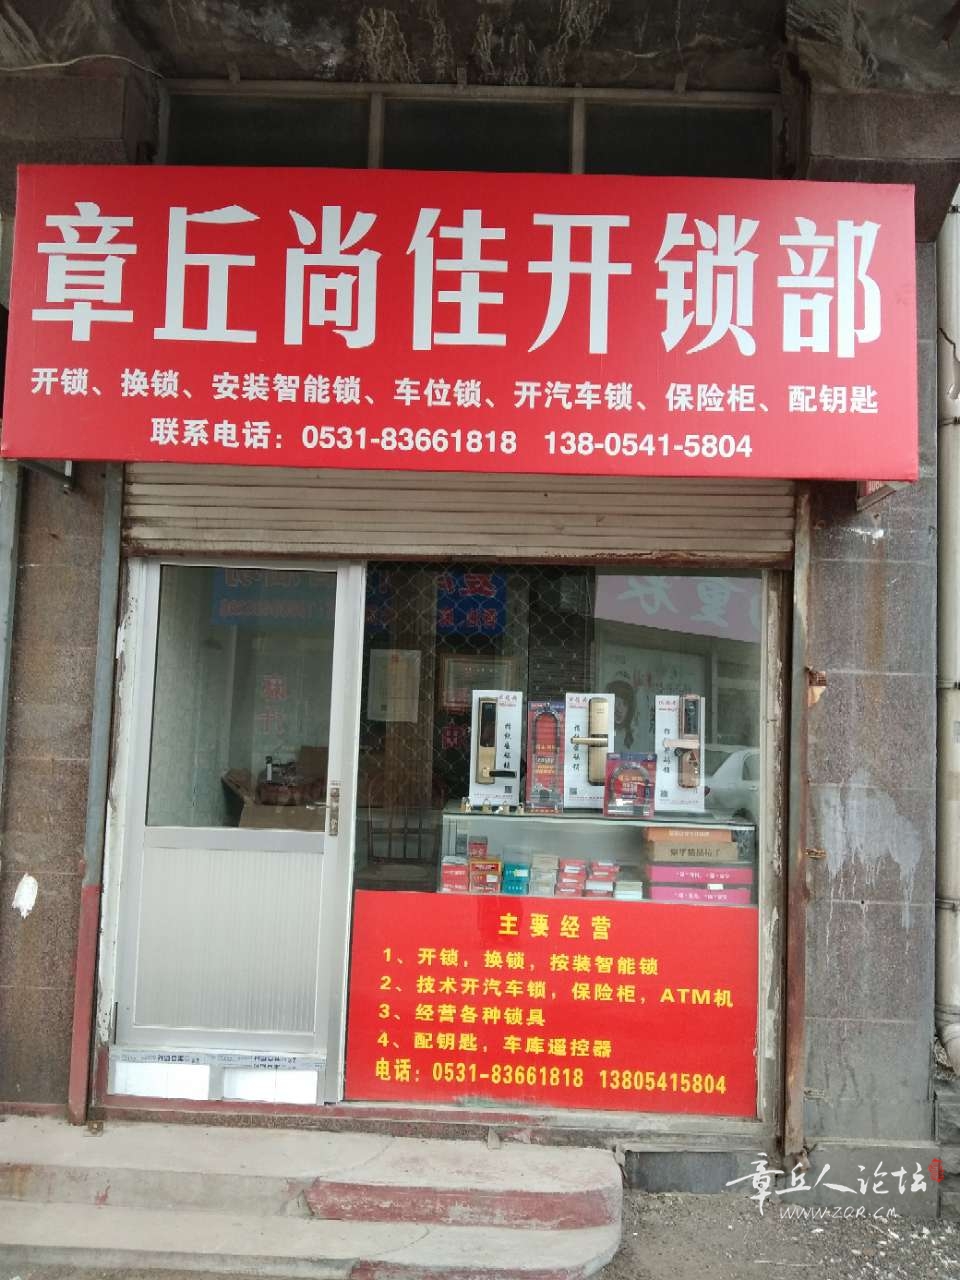 章丘尚佳开锁部
开锁、换锁、安装智能锁、车位锁、开汽车锁、保险柜、配钥匙
联系电话：0531-83661818 138-0541-5804
主要经营
1、开锁，换锁，按装智能锁
2、技术开汽车锁，保险柜，ATM机
3、经营各种锁具
4、配钥匙，车库遥控器
电话：0531-83661818 13805415804
章丘人论坛
www.zqr.cn